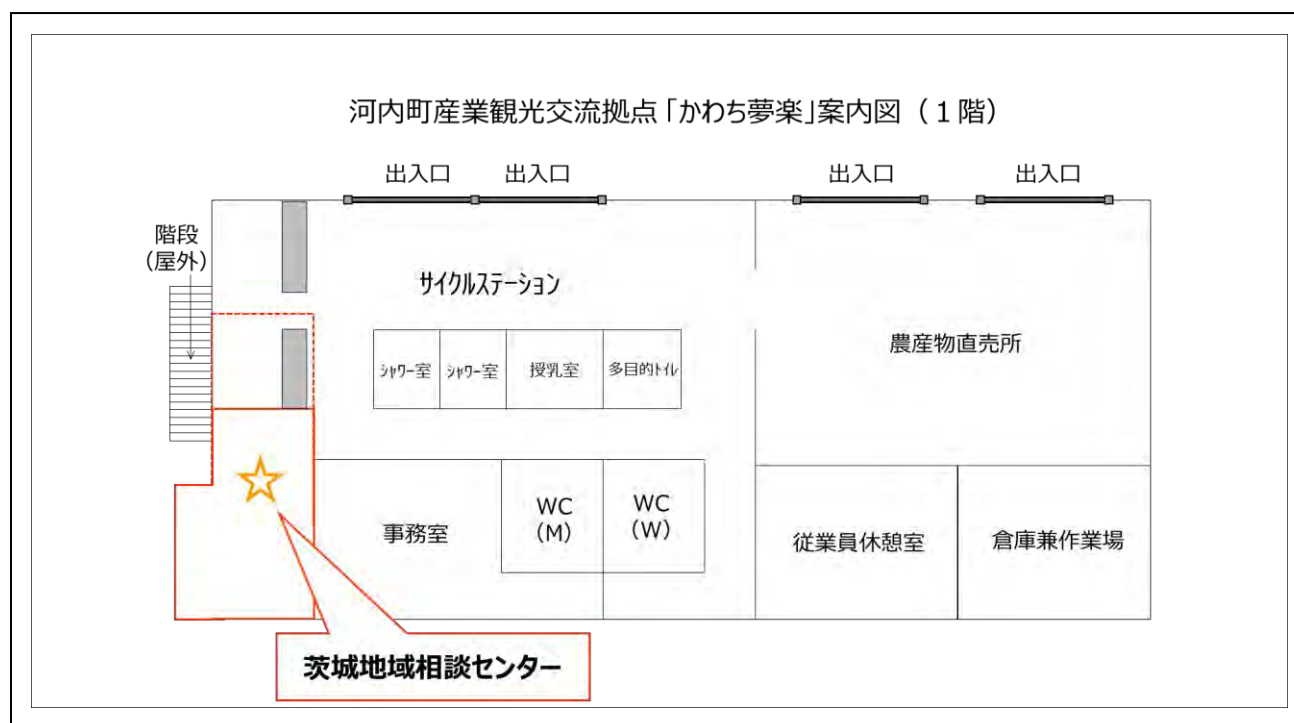 河内町産業観光交流拠点「かわち夢楽」案内図（１階）
出入口 出入口 出入口 出入口
階段
（屋外）
ｻｲｸﾙｽﾃｰｼｮﾝ
農産物直売所
ｼｬﾜｰ室 ｼｬﾜｰ室 授乳室 多目的ﾄｲﾚ
事務室
WC
（M）
WC
（W）
従業員休憩室
倉庫兼作業場
茨城地域相談センター